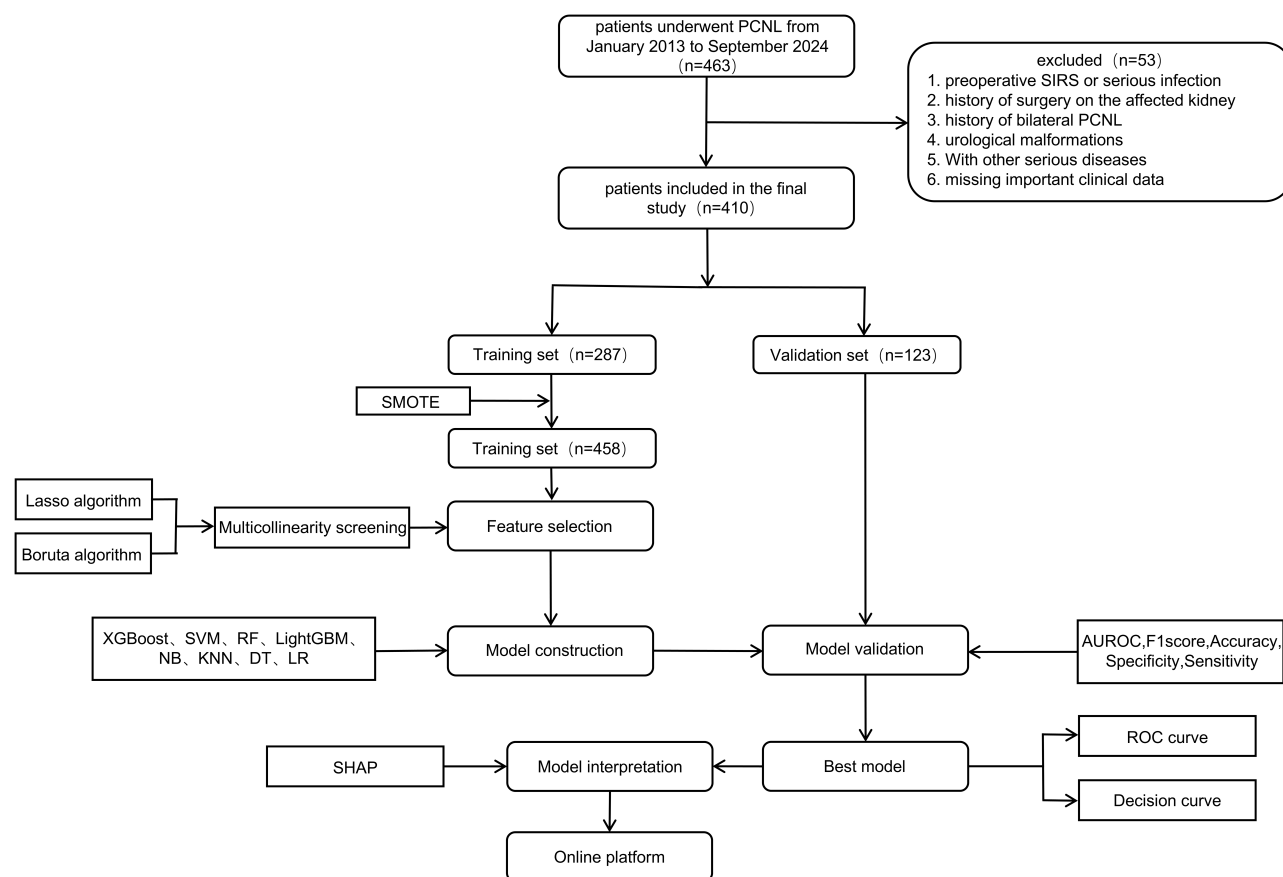 patients underwent PCNL from
January 2013 to September 2024
（n=463）
excluded（n=53）
1. preoperative SIRS or serious infection
2. history of surgery on the affected kidney
3. history of bilateral PCNL
4. urological malformations
5. With other serious diseases
6. missing important clinical data
patients included in the final
study（n=410）
Training set（n=287）
Validation set（n=123）
SMOTE
Training set（n=458）
Lasso algorithm
Boruta algorithm
Multicollinearity screening
Feature selection
XGBoost、SVM、RF、LightGBM、
NB、KNN、DT、LR
Model construction
Model validation
AUROC,F1score,Accuracy,
Specificity,Sensitivity
SHAP
Model interpretation
Best model
ROC curve
Decision curve
Online platform